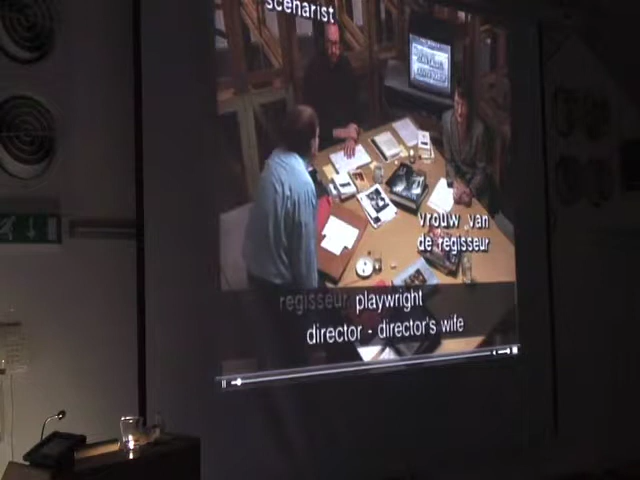 scenarist
vrouw van
de regisseur
regisseur playwright
director - director's wife